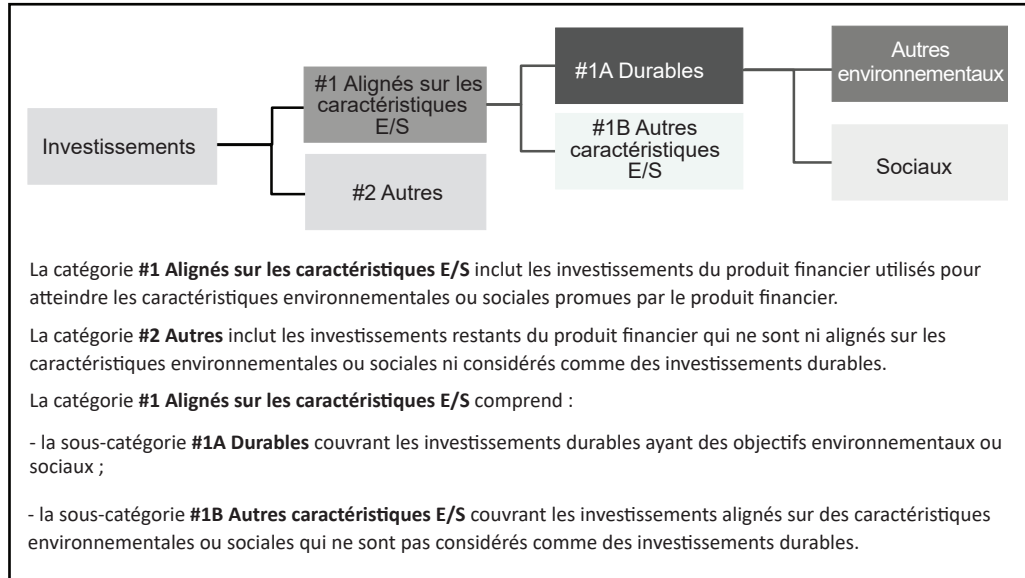 Investissements
#1 Alignés sur les
caractéristiques
E/S
#2 Autres
#1A Durables
#1B Autres
caractéristiques
E/S
Autres
environnementaux
Sociaux
La catégorie #1 Alignés sur les caractéristiques E/S inclut les investissements du produit financier utilisés pour
atteindre les caractéristiques environnementales ou sociales promues par le produit financier.
La catégorie #2 Autres inclut les investissements restants du produit financier qui ne sont ni alignés sur les
caractéristiques environnementales ou sociales ni considérés comme des investissements durables.
La catégorie #1 Alignés sur les caractéristiques E/S comprend :
- la sous-catégorie #1A Durables couvrant les investissements durables ayant des objectifs environnementaux ou
sociaux ;
- la sous-catégorie #1B Autres caractéristiques E/S couvrant les investissements alignés sur des caractéristiques
environnementales ou sociales qui ne sont pas considérés comme des investissements durables.